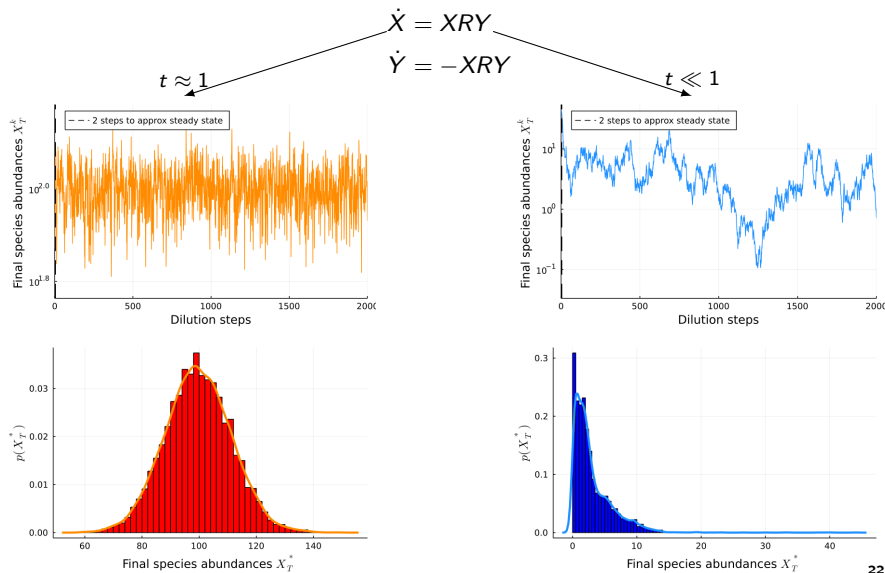 Ẋ = XRY
Ẏ = −XRY
t ≈ 1
t ≪ 1
Final species abundances X_T^k
2 steps to approx steady state
10^2.0
10^1.8
0
500
1000
1500
2000
Dilution steps
Final species abundances X_T^k
2 steps to approx steady state
10^1
10^0
10^−1
0
500
1000
1500
2000
Dilution steps
p(X_T^*)
0.03
0.02
0.01
0.00
60
80
100
120
140
Final species abundances X_T^*
p(X_T^*)
0.3
0.2
0.1
0.0
0
10
20
30
40
Final species abundances X_T^*
22